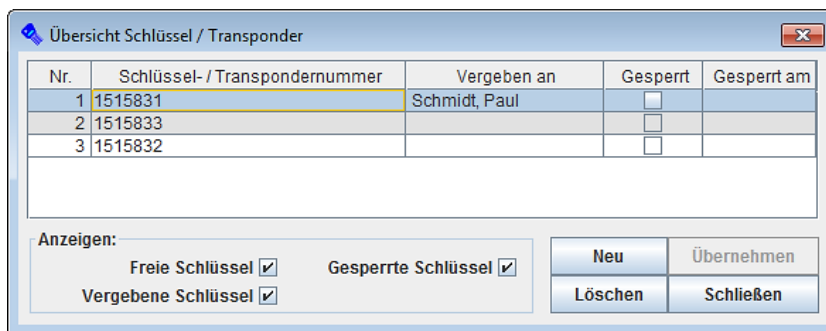 Übersicht Schlüssel / Transponder
Nr. Schlüssel- / Transpondernummer Vergeben an Gesperrt Gesperrt am
1 1515831 Schmidt, Paul
2 1515833
3 1515832
Anzeigen:
Freie Schlüssel Gesperrte Schlüssel
Vergebene Schlüssel
Neu Übernehmen
Löschen Schließen